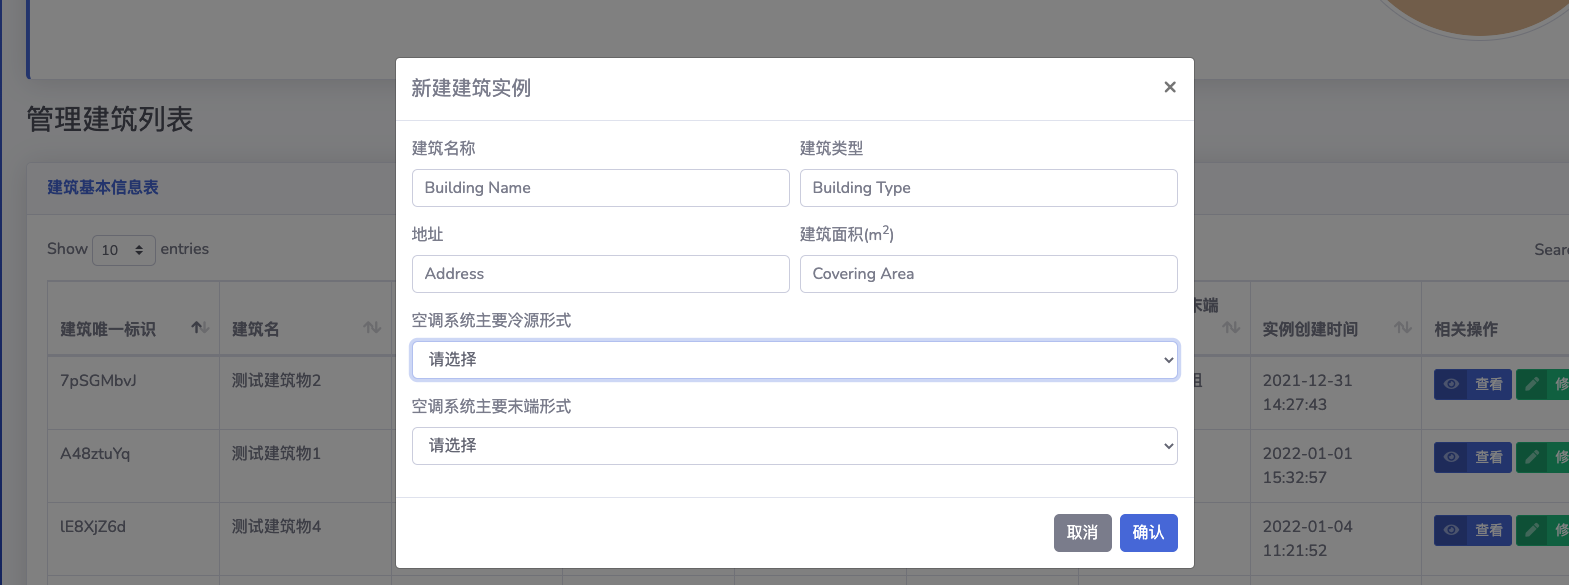 新建建筑实例 ×
管理建筑列表
建筑名称 建筑类型
Building Name Building Type
建筑基本信息表
地址 建筑面积(m²)
Show 10 entries
Address Covering Area
末端
空调系统主要冷源形式
建筑唯一标识 建筑名 实例创建时间 相关操作
请选择
7pSGMbvJ 测试建筑物2 组 2021-12-31 14:27:43 查看
空调系统主要末端形式
请选择
A48ztuYq 测试建筑物1 2022-01-01 15:32:57 查看
lE8XjZ6d 测试建筑物4 2022-01-04 11:21:52 查看
取消 确认